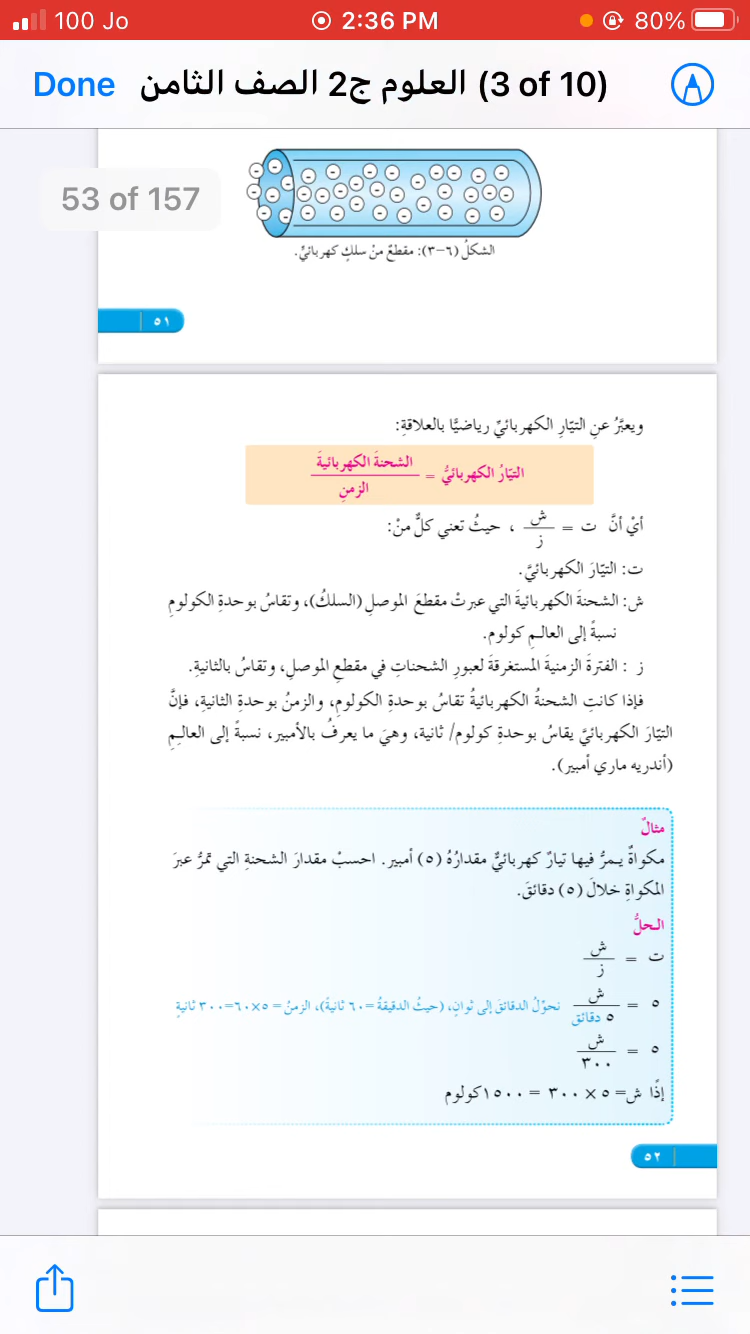 100 Jo 2:36 PM 80%
Done العلوم ج2 الصف الثامن (3 of 10)
53 of 157
الشكلُ (٦-٣): مقطعٌ منْ سلكٍ كهربائيٍّ.
٥١
ويعبَّرُ عنِ التيّارِ الكهربائيِّ رياضيًّا بالعلاقةِ:
التيّارُ الكهربائيُّ = الشحنةَ الكهربائيةَ / الزمنِ
أيْ أنَّ ت = ش / ز ، حيثُ تعني كلٌّ منْ:
ت: التيّارَ الكهربائيَّ.
ش: الشحنةَ الكهربائيةَ التي عبرتْ مقطعَ الموصلِ (السلكُ)، وتقاسُ بوحدةِ الكولومِ
نسبةً إلى العالمِ كولوم.
ز : الفترةَ الزمنيةَ المستغرقةَ لعبورِ الشحناتِ في مقطعِ الموصلِ، وتقاسُ بالثانيةِ.
فإذا كانتِ الشحنةُ الكهربائيةُ تقاسُ بوحدةِ الكولومِ، والزمنُ بوحدةِ الثانيةِ، فإنَّ
التيّارَ الكهربائيَّ يقاسُ بوحدةِ كولوم/ ثانية، وهيَ ما يعرفُ بالأمبير، نسبةً إلى العالِمِ
(أندريه ماري أمبير).
مثالٌ
مكواةٌ يمرُّ فيها تيارٌ كهربائيٌّ مقدارُهُ (٥) أمبير. احسبْ مقدارَ الشحنةِ التي تمرُّ عبرَ
المكواةِ خلالَ (٥) دقائقَ.
الحلُّ
ت = ش / ز
٥ = ش / ٥ دقائق نحوّلُ الدقائقَ إلى ثوانٍ، (حيثُ الدقيقةُ =٦٠ ثانيةً)، الزمنُ = ٥×٦٠=٣٠٠ ثانيةٍ
٥ = ش / ٣٠٠
إذًا ش= ٥ × ٣٠٠ = ١٥٠٠كولوم
٥٢